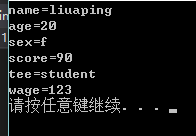 name=liuaping
age=20
sex=f
score=90
tee=student
wage=123
请按任意键继续. . .